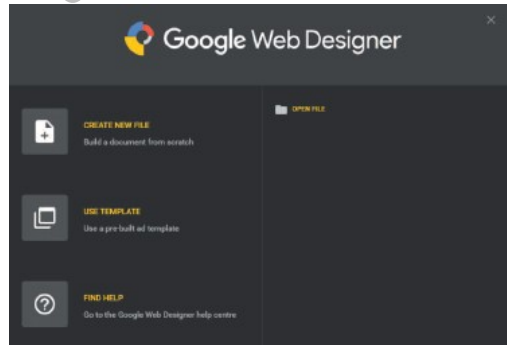 Google Web Designer
CREATE NEW FILE
Build a document from scratch
OPEN FILE
USE TEMPLATE
Use a pre built ad template
FIND HELP
Go to the Google Web Designer help centre